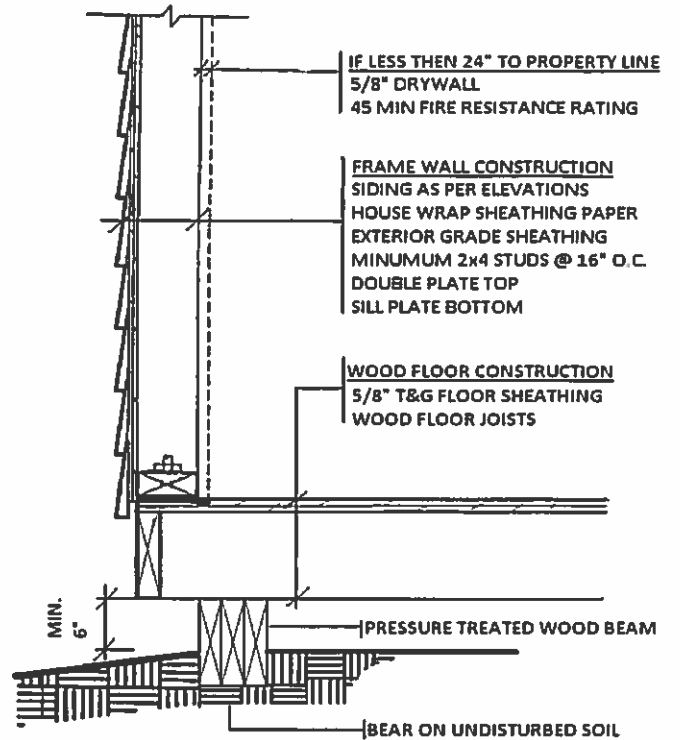 IF LESS THEN 24" TO PROPERTY LINE
5/8" DRYWALL
45 MIN FIRE RESISTANCE RATING
FRAME WALL CONSTRUCTION
SIDING AS PER ELEVATIONS
HOUSE WRAP SHEATHING PAPER
EXTERIOR GRADE SHEATHING
MINUMUM 2x4 STUDS @ 16" O.C.
DOUBLE PLATE TOP
SILL PLATE BOTTOM
WOOD FLOOR CONSTRUCTION
5/8" T&G FLOOR SHEATHING
WOOD FLOOR JOISTS
MIN.
6"
PRESSURE TREATED WOOD BEAM
BEAR ON UNDISTURBED SOIL